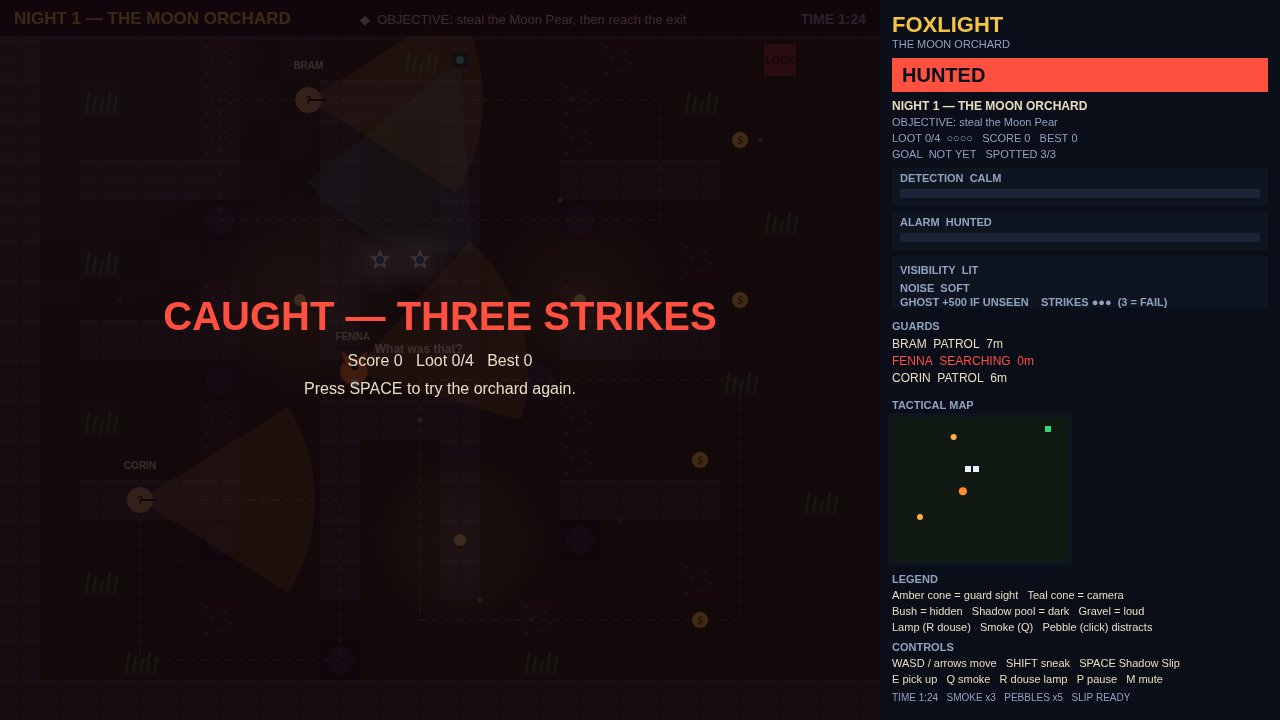 NIGHT 1 — THE MOON ORCHARD
◆ OBJECTIVE: steal the Moon Pear, then reach the exit
TIME 1:24
BRAM
LOCK
?
$
$
FENNA
What was that?
CAUGHT — THREE STRIKES
Score 0 Loot 0/4 Best 0
Press SPACE to try the orchard again.
CORIN
?
$
$
FOXLIGHT
THE MOON ORCHARD
HUNTED
NIGHT 1 — THE MOON ORCHARD
OBJECTIVE: steal the Moon Pear
LOOT 0/4 ○○○○ SCORE 0 BEST 0
GOAL NOT YET SPOTTED 3/3
DETECTION CALM
ALARM HUNTED
VISIBILITY LIT
NOISE SOFT
GHOST +500 IF UNSEEN STRIKES ●●● (3 = FAIL)
GUARDS
BRAM PATROL 7m
FENNA SEARCHING 0m
CORIN PATROL 6m
TACTICAL MAP
LEGEND
Amber cone = guard sight Teal cone = camera
Bush = hidden Shadow pool = dark Gravel = loud
Lamp (R douse) Smoke (Q) Pebble (click) distracts
CONTROLS
WASD / arrows move SHIFT sneak SPACE Shadow Slip
E pick up Q smoke R douse lamp P pause M mute
TIME 1:24 SMOKE x3 PEBBLES x5 SLIP READY